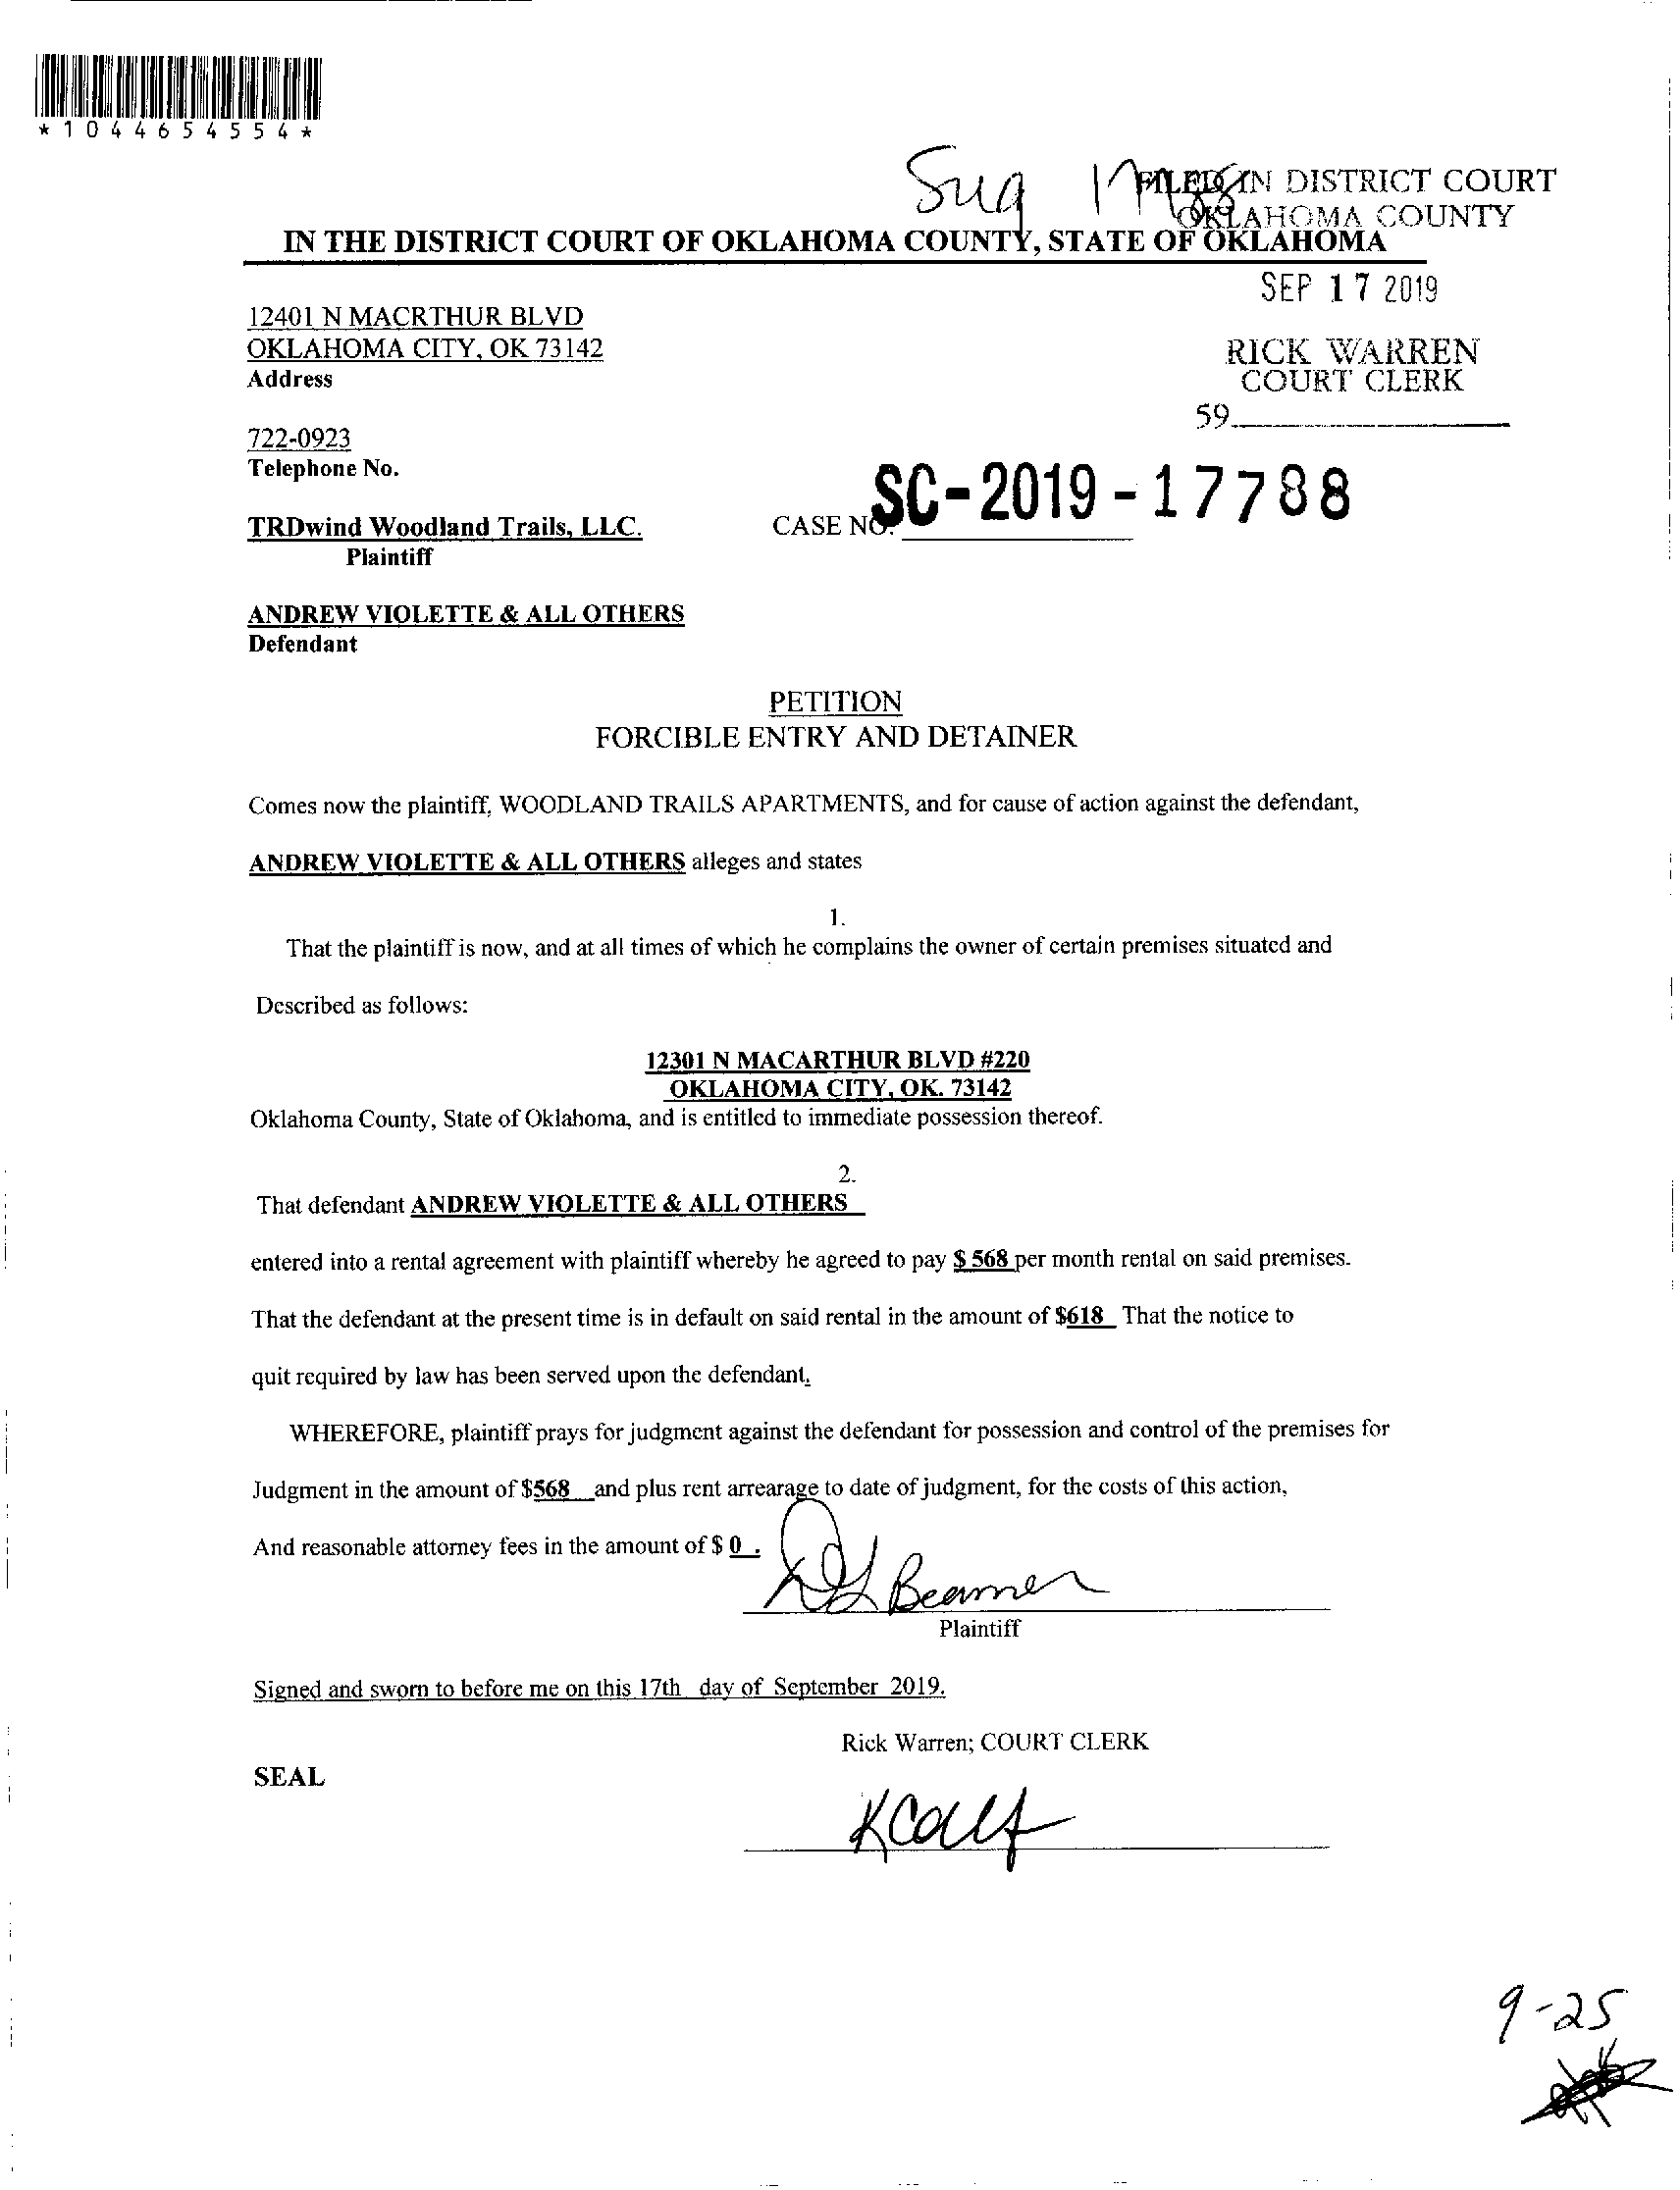 *1044654554*
Sug
FILED IN DISTRICT COURT
OKLAHOMA COUNTY
IN THE DISTRICT COURT OF OKLAHOMA COUNTY, STATE OF OKLAHOMA
SEP 17 2019
12401 N MACRTHUR BLVD
OKLAHOMA CITY, OK 73142
Address
RICK WARREN
COURT CLERK
59
722-0923
Telephone No.
SC-2019-17788
TRDwind Woodland Trails, LLC. CASE NO.
Plaintiff
ANDREW VIOLETTE & ALL OTHERS
Defendant
PETITION
FORCIBLE ENTRY AND DETAINER
Comes now the plaintiff, WOODLAND TRAILS APARTMENTS, and for cause of action against the defendant,
ANDREW VIOLETTE & ALL OTHERS alleges and states
1.
That the plaintiff is now, and at all times of which he complains the owner of certain premises situated and
Described as follows:
12301 N MACARTHUR BLVD #220
OKLAHOMA CITY, OK. 73142
Oklahoma County, State of Oklahoma, and is entitled to immediate possession thereof.
2.
That defendant ANDREW VIOLETTE & ALL OTHERS
entered into a rental agreement with plaintiff whereby he agreed to pay $ 568 per month rental on said premises.
That the defendant at the present time is in default on said rental in the amount of $618 That the notice to
quit required by law has been served upon the defendant.
WHEREFORE, plaintiff prays for judgment against the defendant for possession and control of the premises for
Judgment in the amount of $568 and plus rent arrearage to date of judgment, for the costs of this action,
And reasonable attorney fees in the amount of $ 0 .
Beamer
Plaintiff
Signed and sworn to before me on this 17th day of September 2019.
Rick Warren; COURT CLERK
SEAL
KCalf
9-25